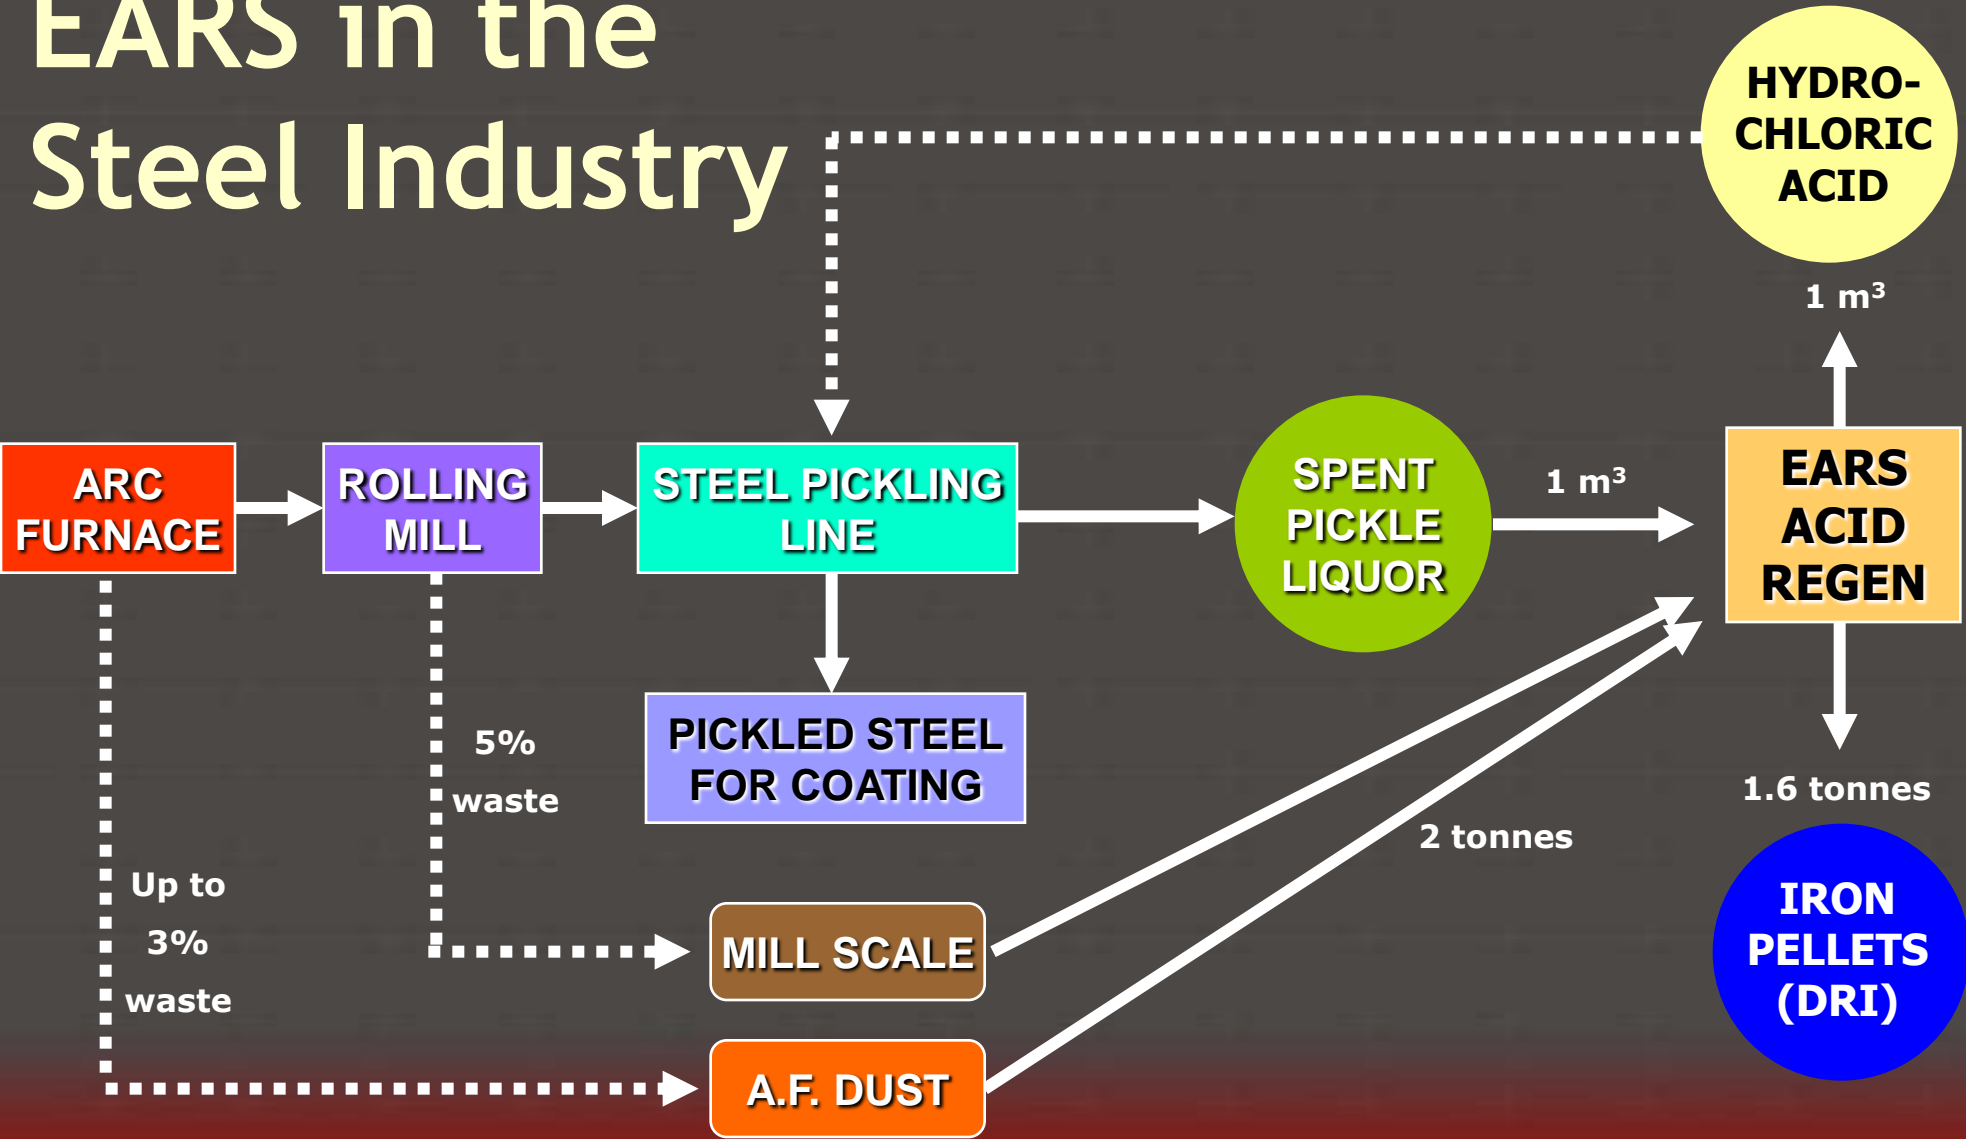 EARS in the
Steel Industry
HYDRO-
CHLORIC
ACID
1 m³
ARC
FURNACE
ROLLING
MILL
STEEL PICKLING
LINE
SPENT
PICKLE
LIQUOR
1 m³
EARS
ACID
REGEN
5%
waste
PICKLED STEEL
FOR COATING
1.6 tonnes
2 tonnes
Up to
3%
waste
MILL SCALE
IRON
PELLETS
(DRI)
A.F. DUST